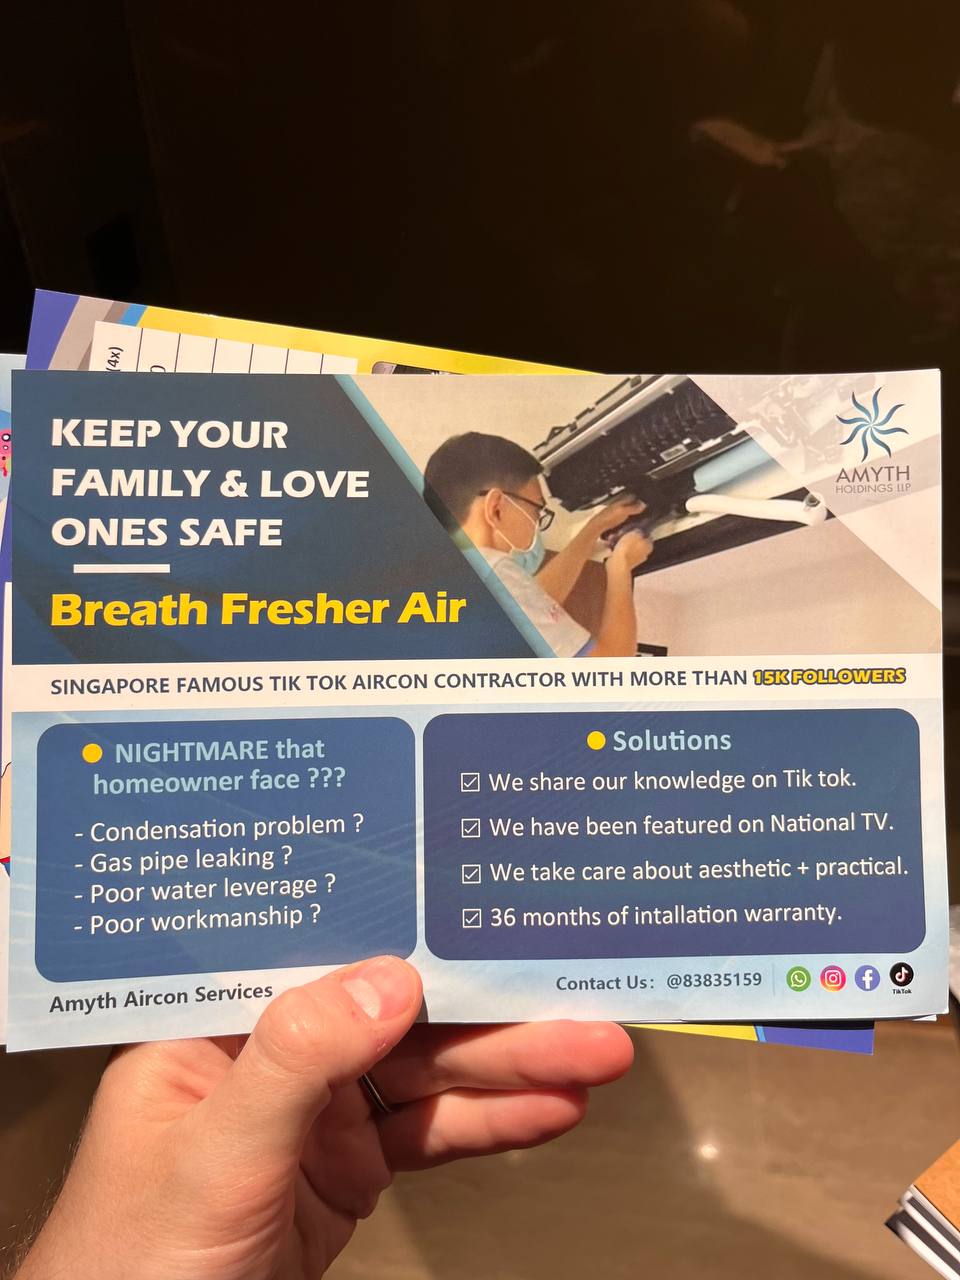 (4x)
KEEP YOUR
FAMILY & LOVE
ONES SAFE
Breath Fresher Air
AMYTH
HOLDINGS LLP
SINGAPORE FAMOUS TIK TOK AIRCON CONTRACTOR WITH MORE THAN 15K FOLLOWERS
NIGHTMARE that
homeowner face ???
- Condensation problem ?
- Gas pipe leaking ?
- Poor water leverage ?
- Poor workmanship ?
Solutions
We share our knowledge on Tik tok.
We have been featured on National TV.
We take care about aesthetic + practical.
36 months of intallation warranty.
Amyth Aircon Services
Contact Us: @83835159
TikTok